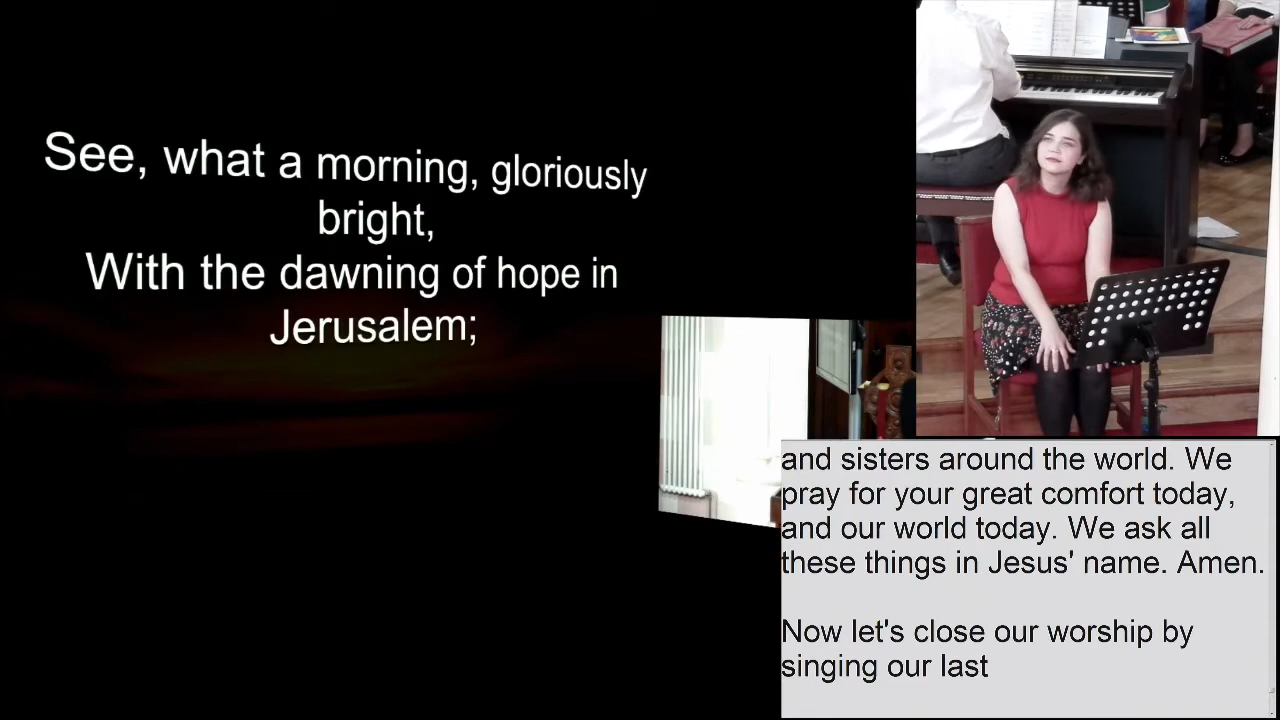 See, what a morning, gloriously
bright,
With the dawning of hope in
Jerusalem;
and sisters around the world. We
pray for your great comfort today,
and our world today. We ask all
these things in Jesus' name. Amen.
Now let's close our worship by
singing our last